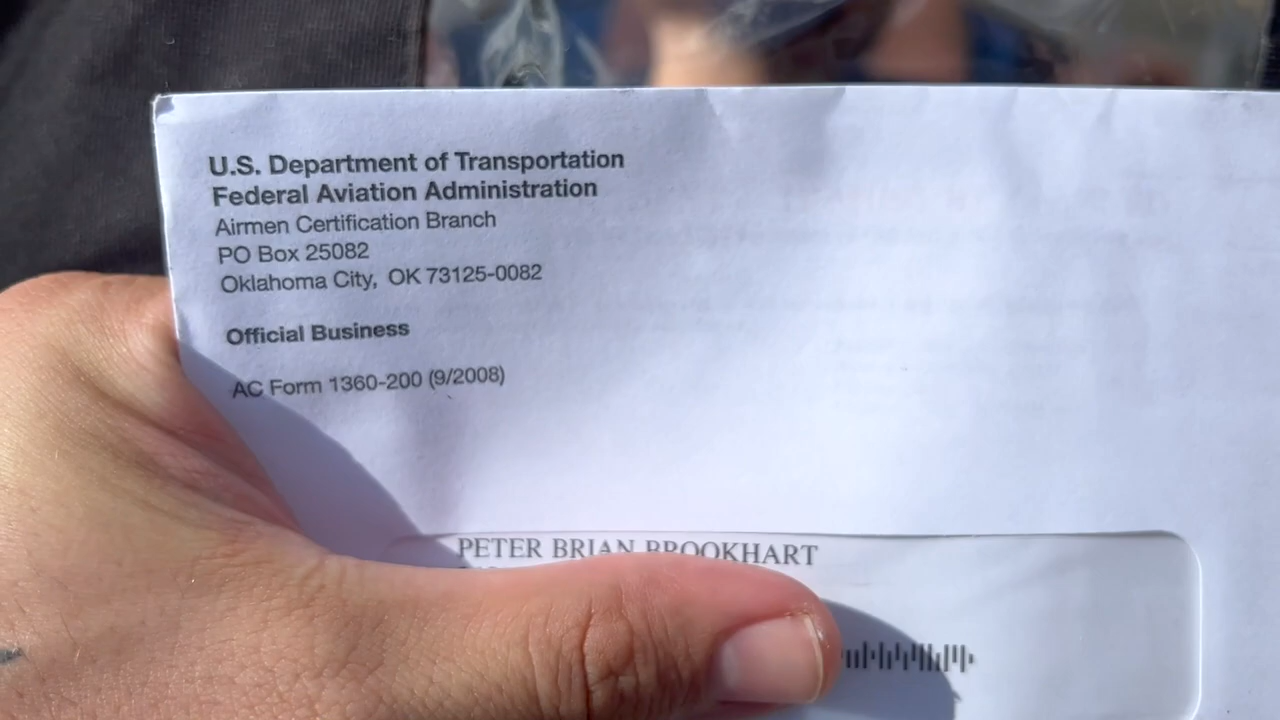 U.S. Department of Transportation
Federal Aviation Administration
Airmen Certification Branch
PO Box 25082
Oklahoma City, OK 73125-0082
Official Business
AC Form 1360-200 (9/2008)
PETER BRIAN BROOKHART